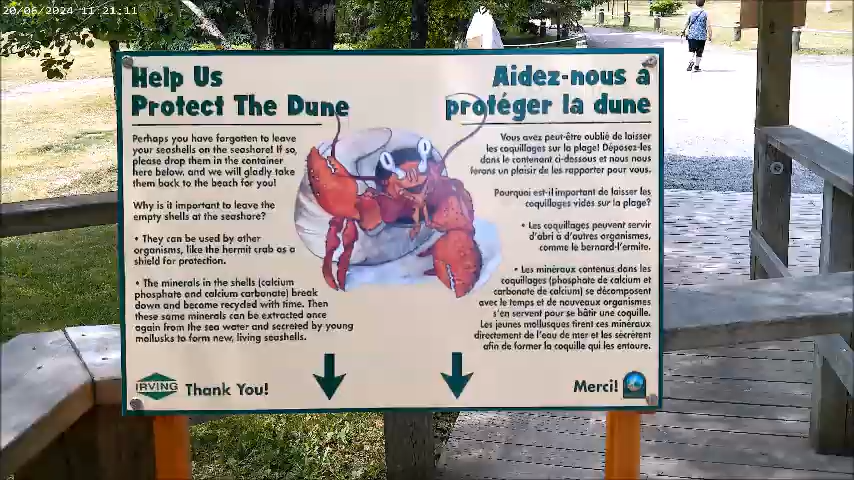 20/06/2024 11:21:11
Help Us
Protect The Dune
Perhaps you have forgotten to leave
your seashells on the seashore! If so,
please drop them in the container
here below, and we will gladly take
them back to the beach for you!
Why is it important to leave the
empty shells at the seashore?
• They can be used by other
organisms, like the hermit crab as a
shield for protection.
• The minerals in the shells (calcium
phosphate and calcium carbonate) break
down and become recycled with time. Then
these same minerals can be extracted once
again from the sea water and secreted by young
mollusks to form new, living seashells.
IRVING
Thank You!
Aidez-nous à
protéger la dune
Vous avez peut-être oublié de laisser
les coquillages sur la plage! Déposez-les
dans le contenant ci-dessous et nous nous
ferons un plaisir de les rapporter pour vous.
Pourquoi est-il important de laisser les
coquillages vides sur la plage?
• Les coquillages peuvent servir
d'abri à d'autres organismes,
comme le bernard-l'ermite.
• Les minéraux contenus dans les
coquillages (phosphate de calcium et
carbonate de calcium) se décomposent
avec le temps et de nouveaux organismes
s'en servent pour se bâtir une coquille.
Les jeunes mollusques tirent ces minéraux
directement de l'eau de mer et les sécrètent
afin de former la coquille qui les entoure.
Merci!